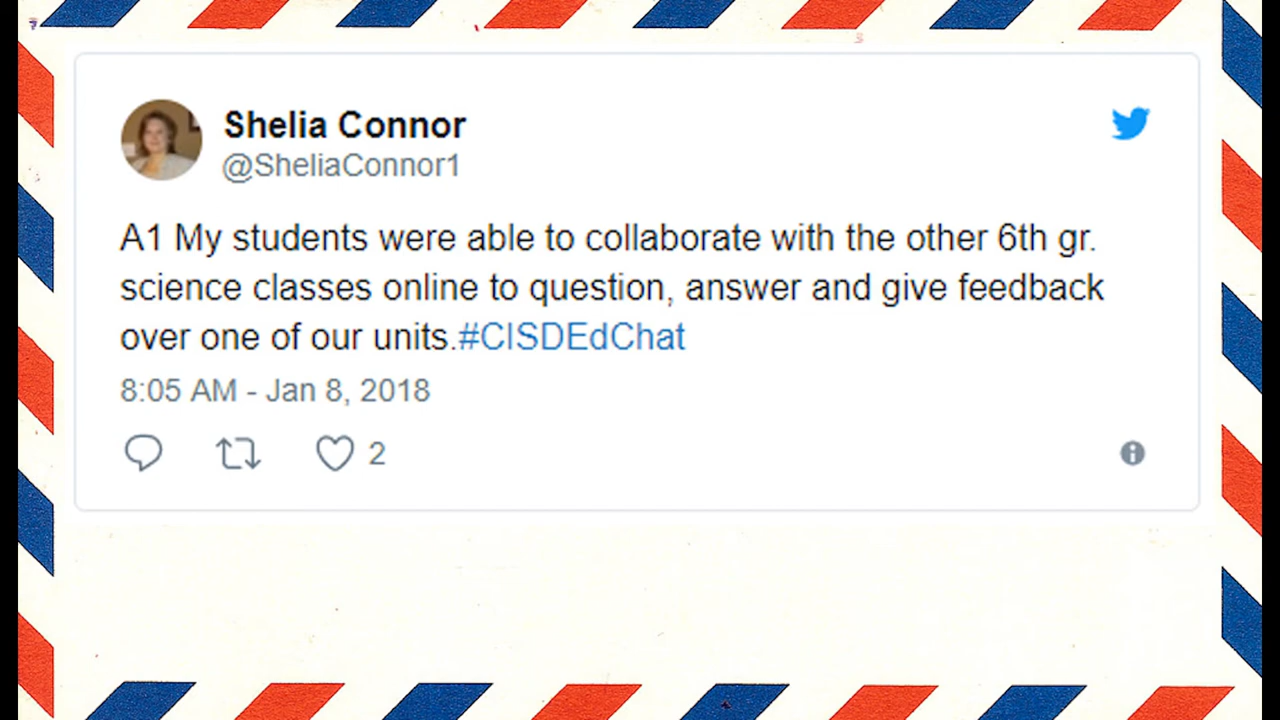 Shelia Connor
@SheliaConnor1
A1 My students were able to collaborate with the other 6th gr.
science classes online to question, answer and give feedback
over one of our units.#CISDEdChat
8:05 AM - Jan 8, 2018
2